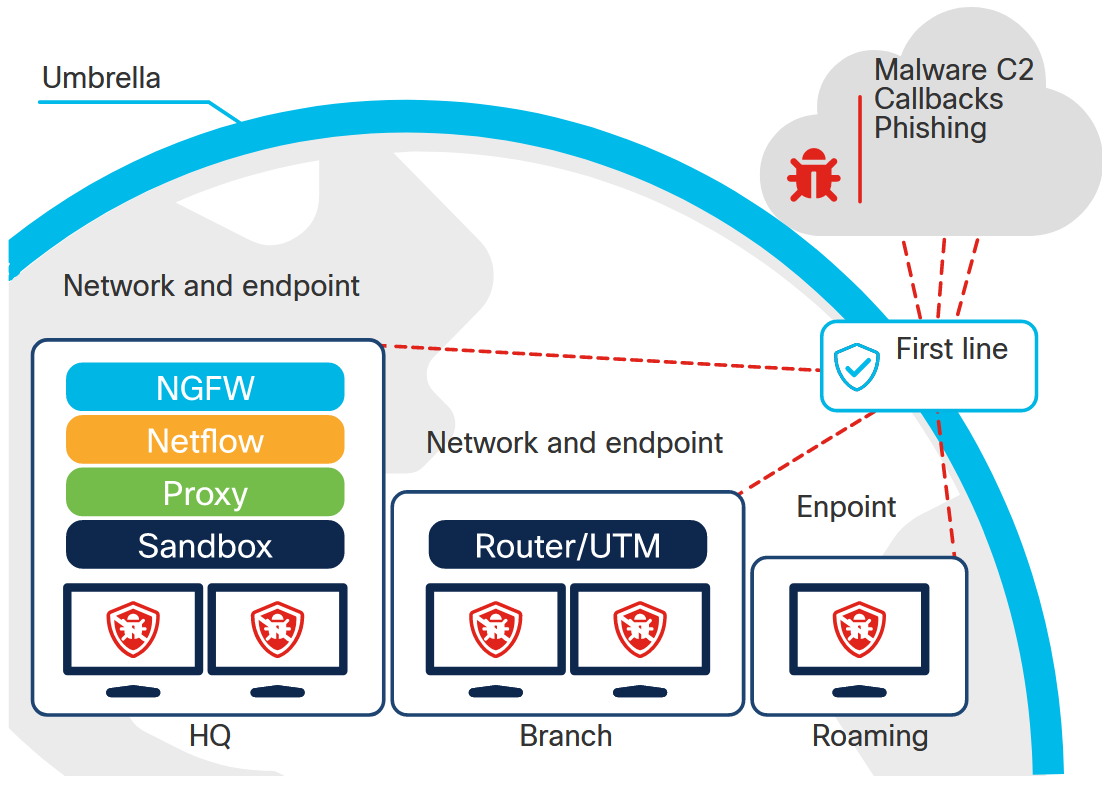 Umbrella
Malware C2
Callbacks
Phishing
Network and endpoint
First line
NGFW
Netflow
Proxy
Sandbox
Network and endpoint
Router/UTM
Enpoint
HQ
Branch
Roaming